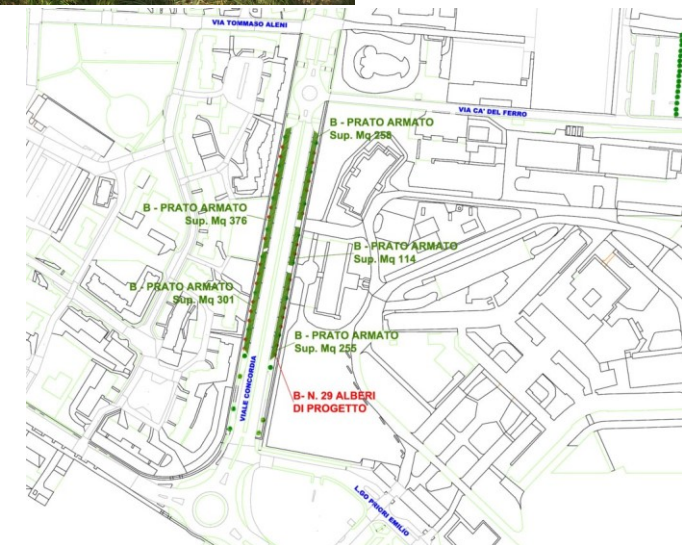 VIA TOMMASO ALENI
VIA CA' DEL FERRO
B - PRATO ARMATO
Sup. Mq 258
B - PRATO ARMATO
Sup. Mq 376
B - PRATO ARMATO
Sup. Mq 114
B - PRATO ARMATO
Sup. Mq 301
B - PRATO ARMATO
Sup. Mq 255
VIALE CONCORDIA
B- N. 29 ALBERI
DI PROGETTO
L.GO PRIORI EMILIO